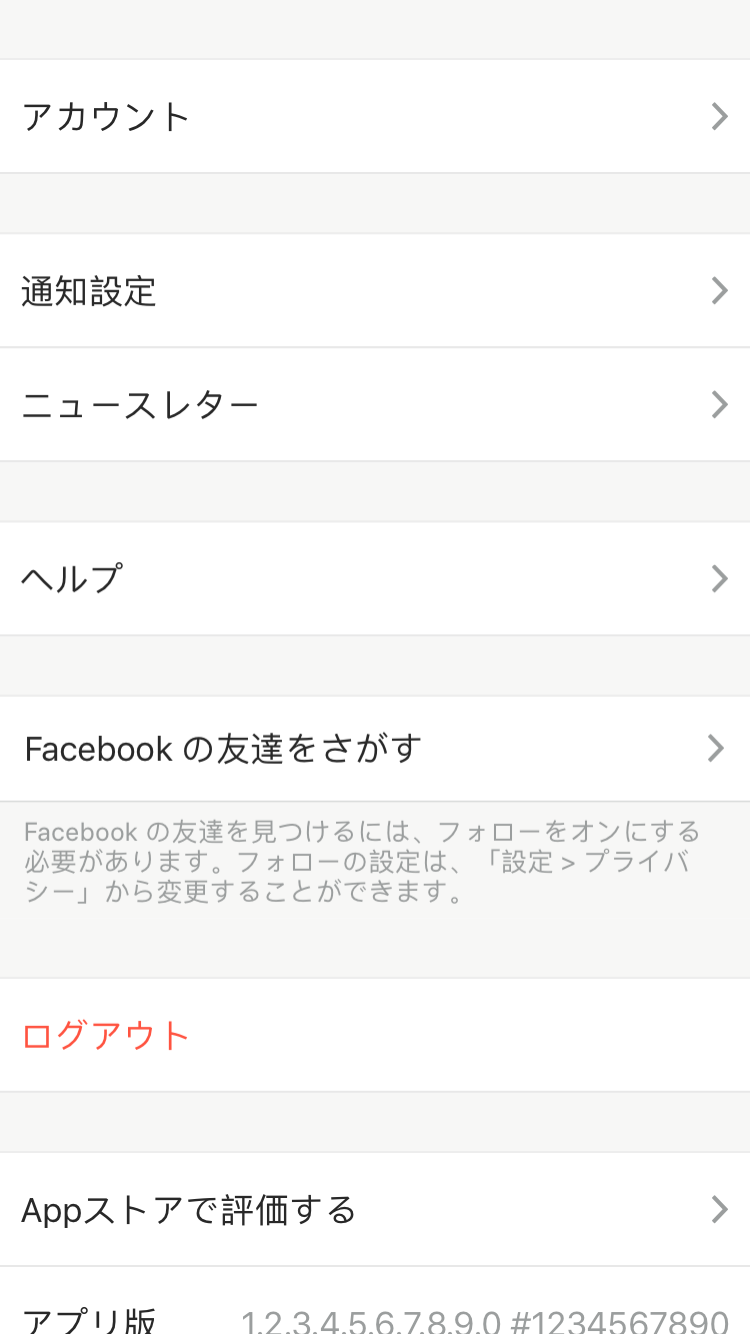 アカウント
通知設定
ニュースレター
ヘルプ
Facebook の友達をさがす
Facebook の友達を見つけるには、フォローをオンにする
必要があります。フォローの設定は、「設定 > プライバ
シー」から変更することができます。
ログアウト
Appストアで評価する
アプリ版 1.2.3.4.5.6.7.8.9.0 #1234567890